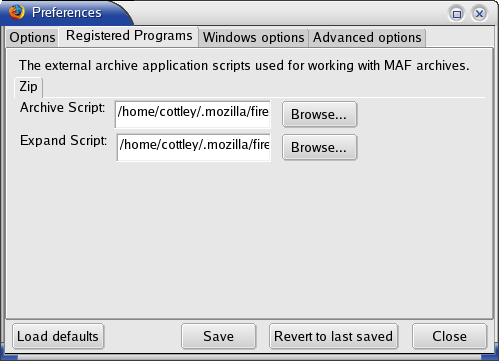 Preferences
Options Registered Programs Windows options Advanced options
The external archive application scripts used for working with MAF archives.
Zip
Archive Script: /home/cottley/.mozilla/fire Browse...
Expand Script: /home/cottley/.mozilla/fire Browse...
Load defaults Save Revert to last saved Close